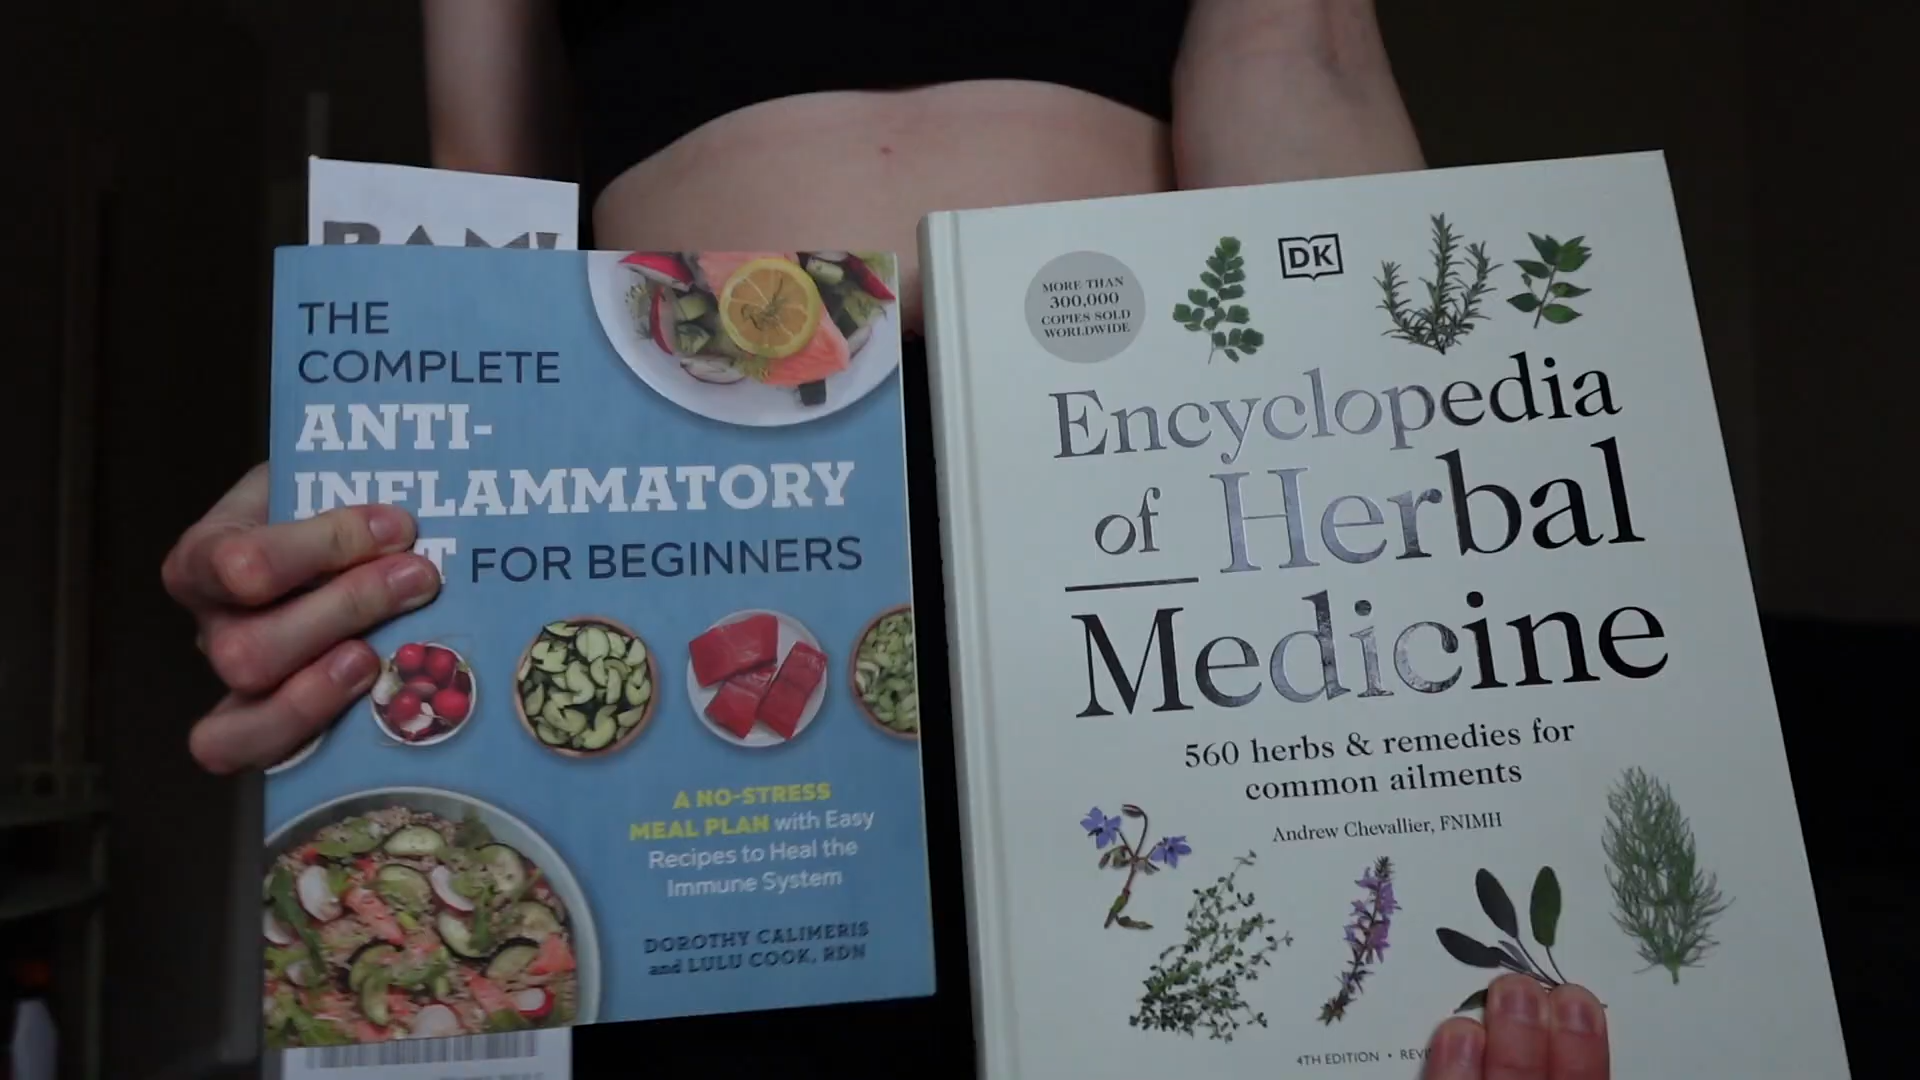 BAM!
THE
COMPLETE
ANTI-
INFLAMMATORY
T FOR BEGINNERS
A NO-STRESS
MEAL PLAN with Easy
Recipes to Heal the
Immune System
DOROTHY CALIMERIS
and LULU COOK, RDN
MORE THAN
300,000
COPIES SOLD
WORLDWIDE
DK
Encyclopedia
of Herbal
Medicine
560 herbs & remedies for
common ailments
Andrew Chevallier, FNIMH
4TH EDITION •